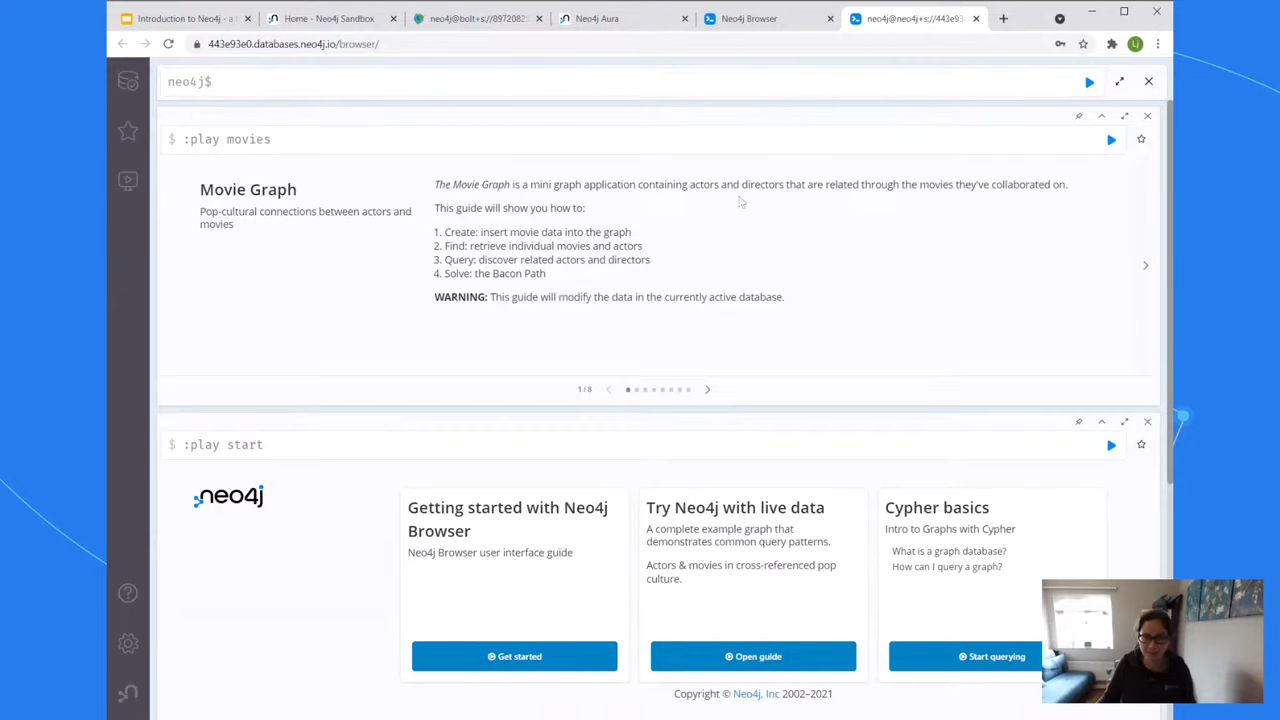 Introduction to Neo4j - a
Home - Neo4j Sandbox
neo4j@bolt+s://8972082
Neo4j Aura
Neo4j Browser
neo4j@neo4j+s://443e93
443e93e0.databases.neo4j.io/browser/
Lj
neo4j$
$ :play movies
Movie Graph
Pop-cultural connections between actors and
movies
The Movie Graph is a mini graph application containing actors and directors that are related through the movies they've collaborated on.
This guide will show you how to:
1. Create: insert movie data into the graph
2. Find: retrieve individual movies and actors
3. Query: discover related actors and directors
4. Solve: the Bacon Path
WARNING: This guide will modify the data in the currently active database.
1 / 8
$ :play start
neo4j
Getting started with Neo4j
Browser
Neo4j Browser user interface guide
Get started
Try Neo4j with live data
A complete example graph that
demonstrates common query patterns.
Actors & movies in cross-referenced pop
culture.
Open guide
Cypher basics
Intro to Graphs with Cypher
What is a graph database?
How can I query a graph?
Start querying
Copyright © Neo4j, Inc 2002–2021